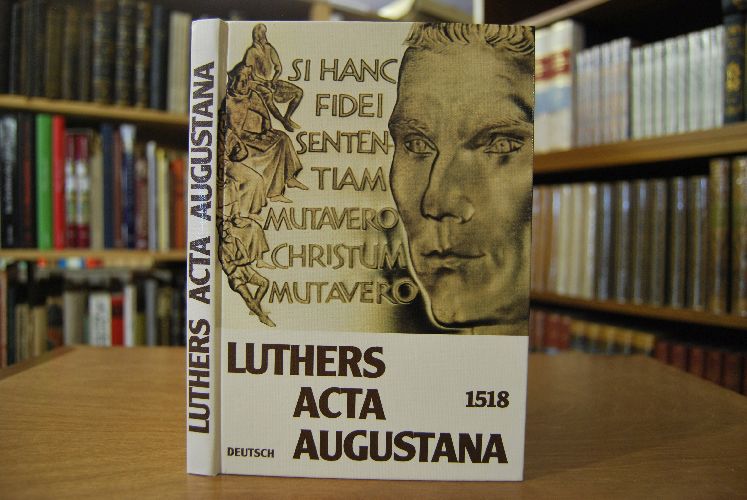 LUTHERS ACTA AUGUSTANA
SI HANC
FIDEI
SENTEN-
TIAM
MUTAVERO
CHRISTUM
MUTAVERO
LUTHERS
ACTA 1518
DEUTSCH AUGUSTANA